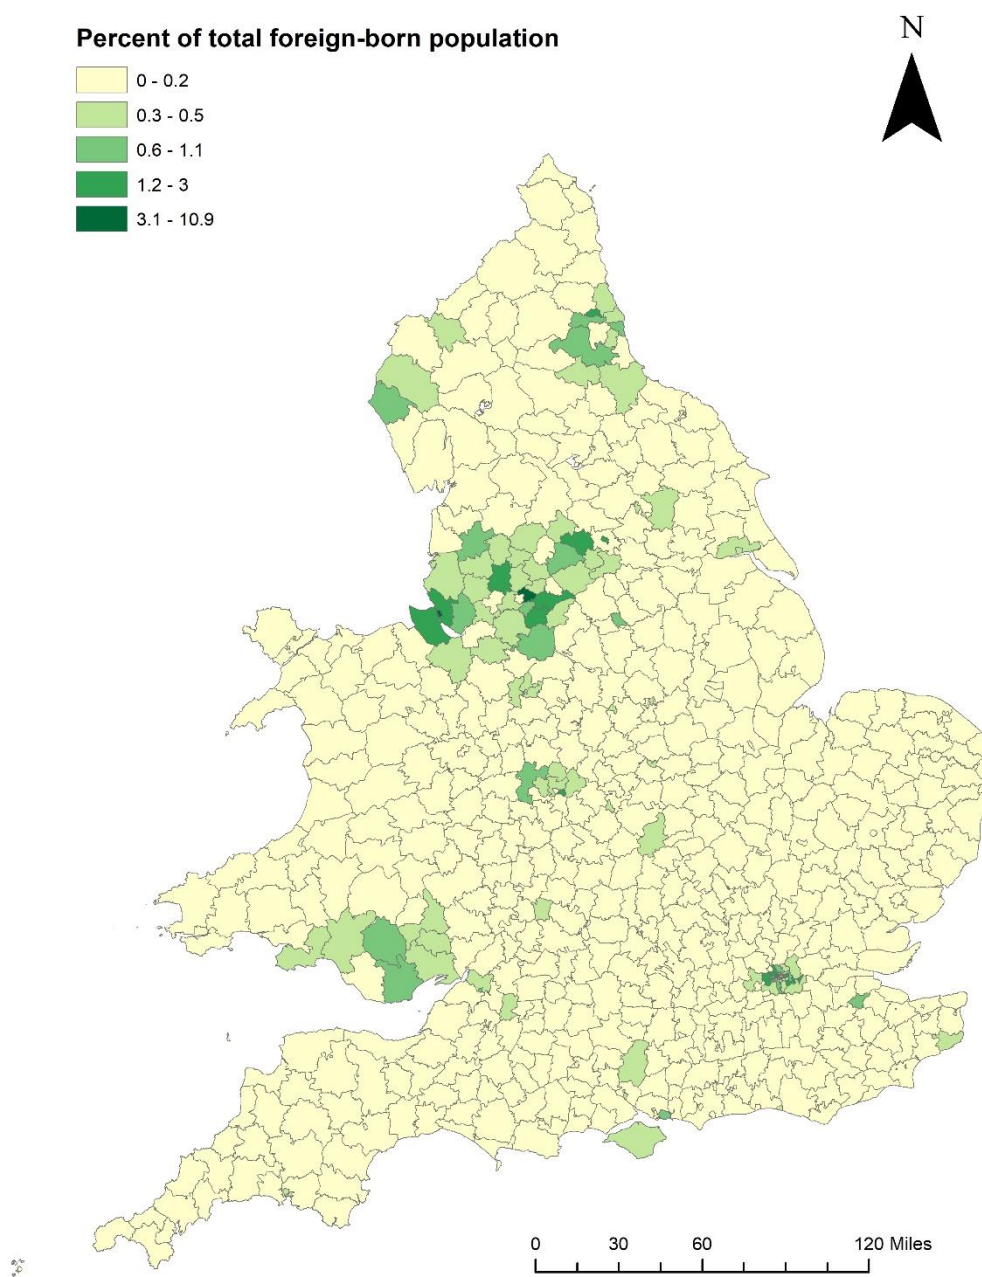 Percent of total foreign-born population
0 - 0.2
0.3 - 0.5
0.6 - 1.1
1.2 - 3
3.1 - 10.9
N
0 30 60 120 Miles